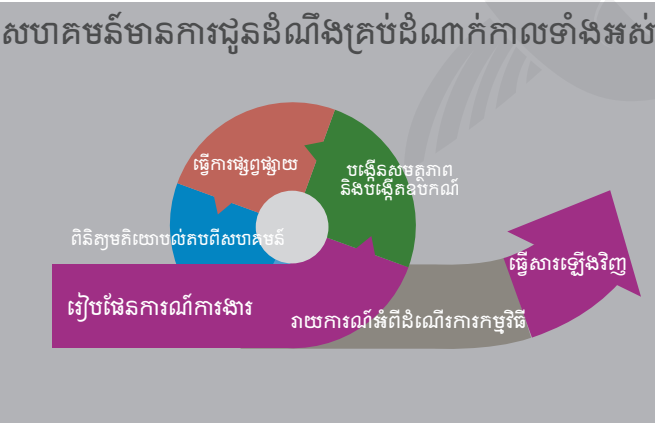 សហគមន៍មានការជូនដំណឹងគ្រប់ដំណាក់កាលទាំងអស់
ធ្វើការផ្សព្វផ្សាយ
បង្កើនសមត្ថភាព
និងបង្កើតឧបករណ៍
ពិនិត្យមតិយោបល់តបពីសហគមន៍
រៀបផែនការណ៍ការងារ
រាយការណ៍អំពីដំណើរការកម្មវិធី
ធ្វើសារឡើងវិញ